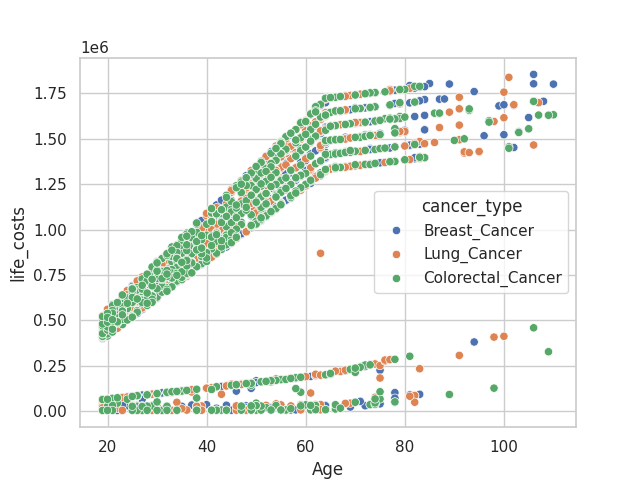 1e6
1.75
1.50
1.25
1.00
0.75
0.50
0.25
0.00
life_costs
cancer_type
Breast_Cancer
Lung_Cancer
Colorectal_Cancer
20
40
60
80
100
Age